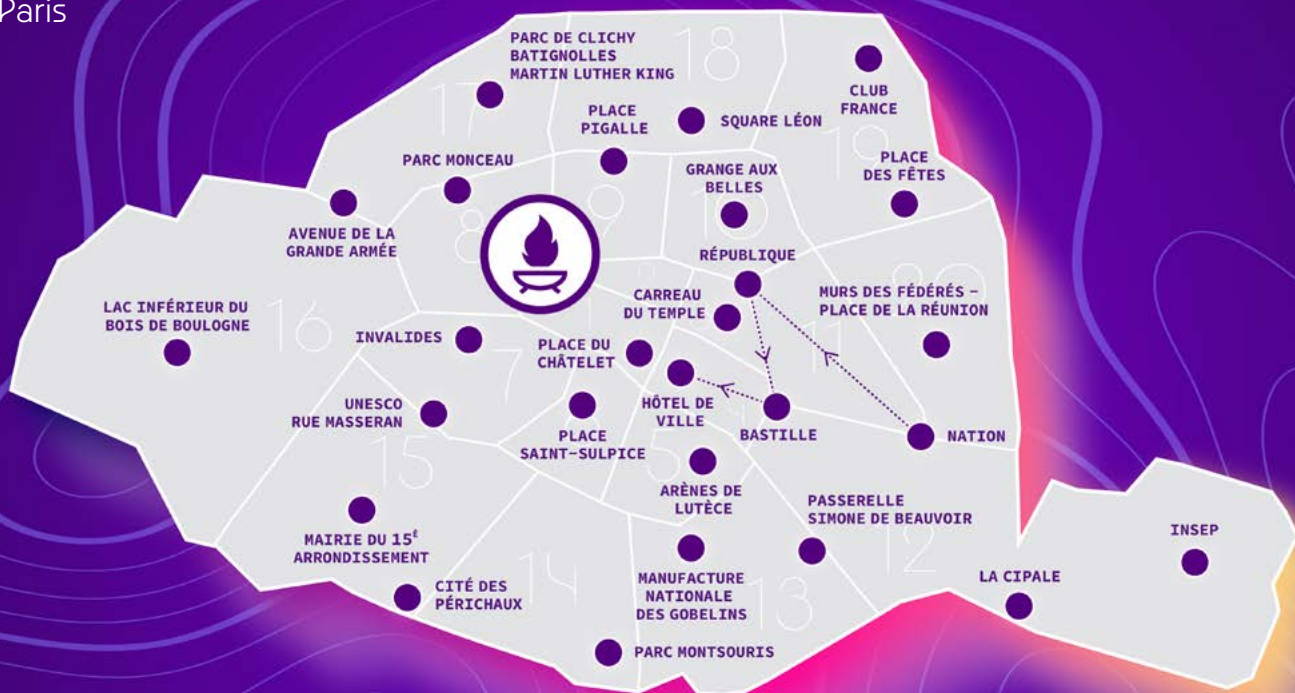 Paris
PARC DE CLICHY
BATIGNOLLES
MARTIN LUTHER KING
18
CLUB
FRANCE
17
PLACE
PIGALLE
SQUARE LÉON
19
PARC MONCEAU
GRANGE AUX
BELLES
PLACE
DES FÊTES
9
10
8
AVENUE DE LA
GRANDE ARMÉE
RÉPUBLIQUE
20
LAC INFÉRIEUR DU
BOIS DE BOULOGNE
16
CARREAU
DU TEMPLE
MURS DES FÉDÉRÉS –
PLACE DE LA RÉUNION
INVALIDES
7
PLACE DU
CHÂTELET
11
UNESCO
RUE MASSERAN
HÔTEL DE
VILLE
BASTILLE
NATION
PLACE
SAINT-SULPICE
15
5
ARÈNES DE
LUTÈCE
PASSERELLE
SIMONE DE BEAUVOIR
MAIRIE DU 15E
ARRONDISSEMENT
12
INSEP
CITÉ DES
PÉRICHAUX
14
MANUFACTURE
NATIONALE
DES GOBELINS
13
LA CIPALE
PARC MONTSOURIS